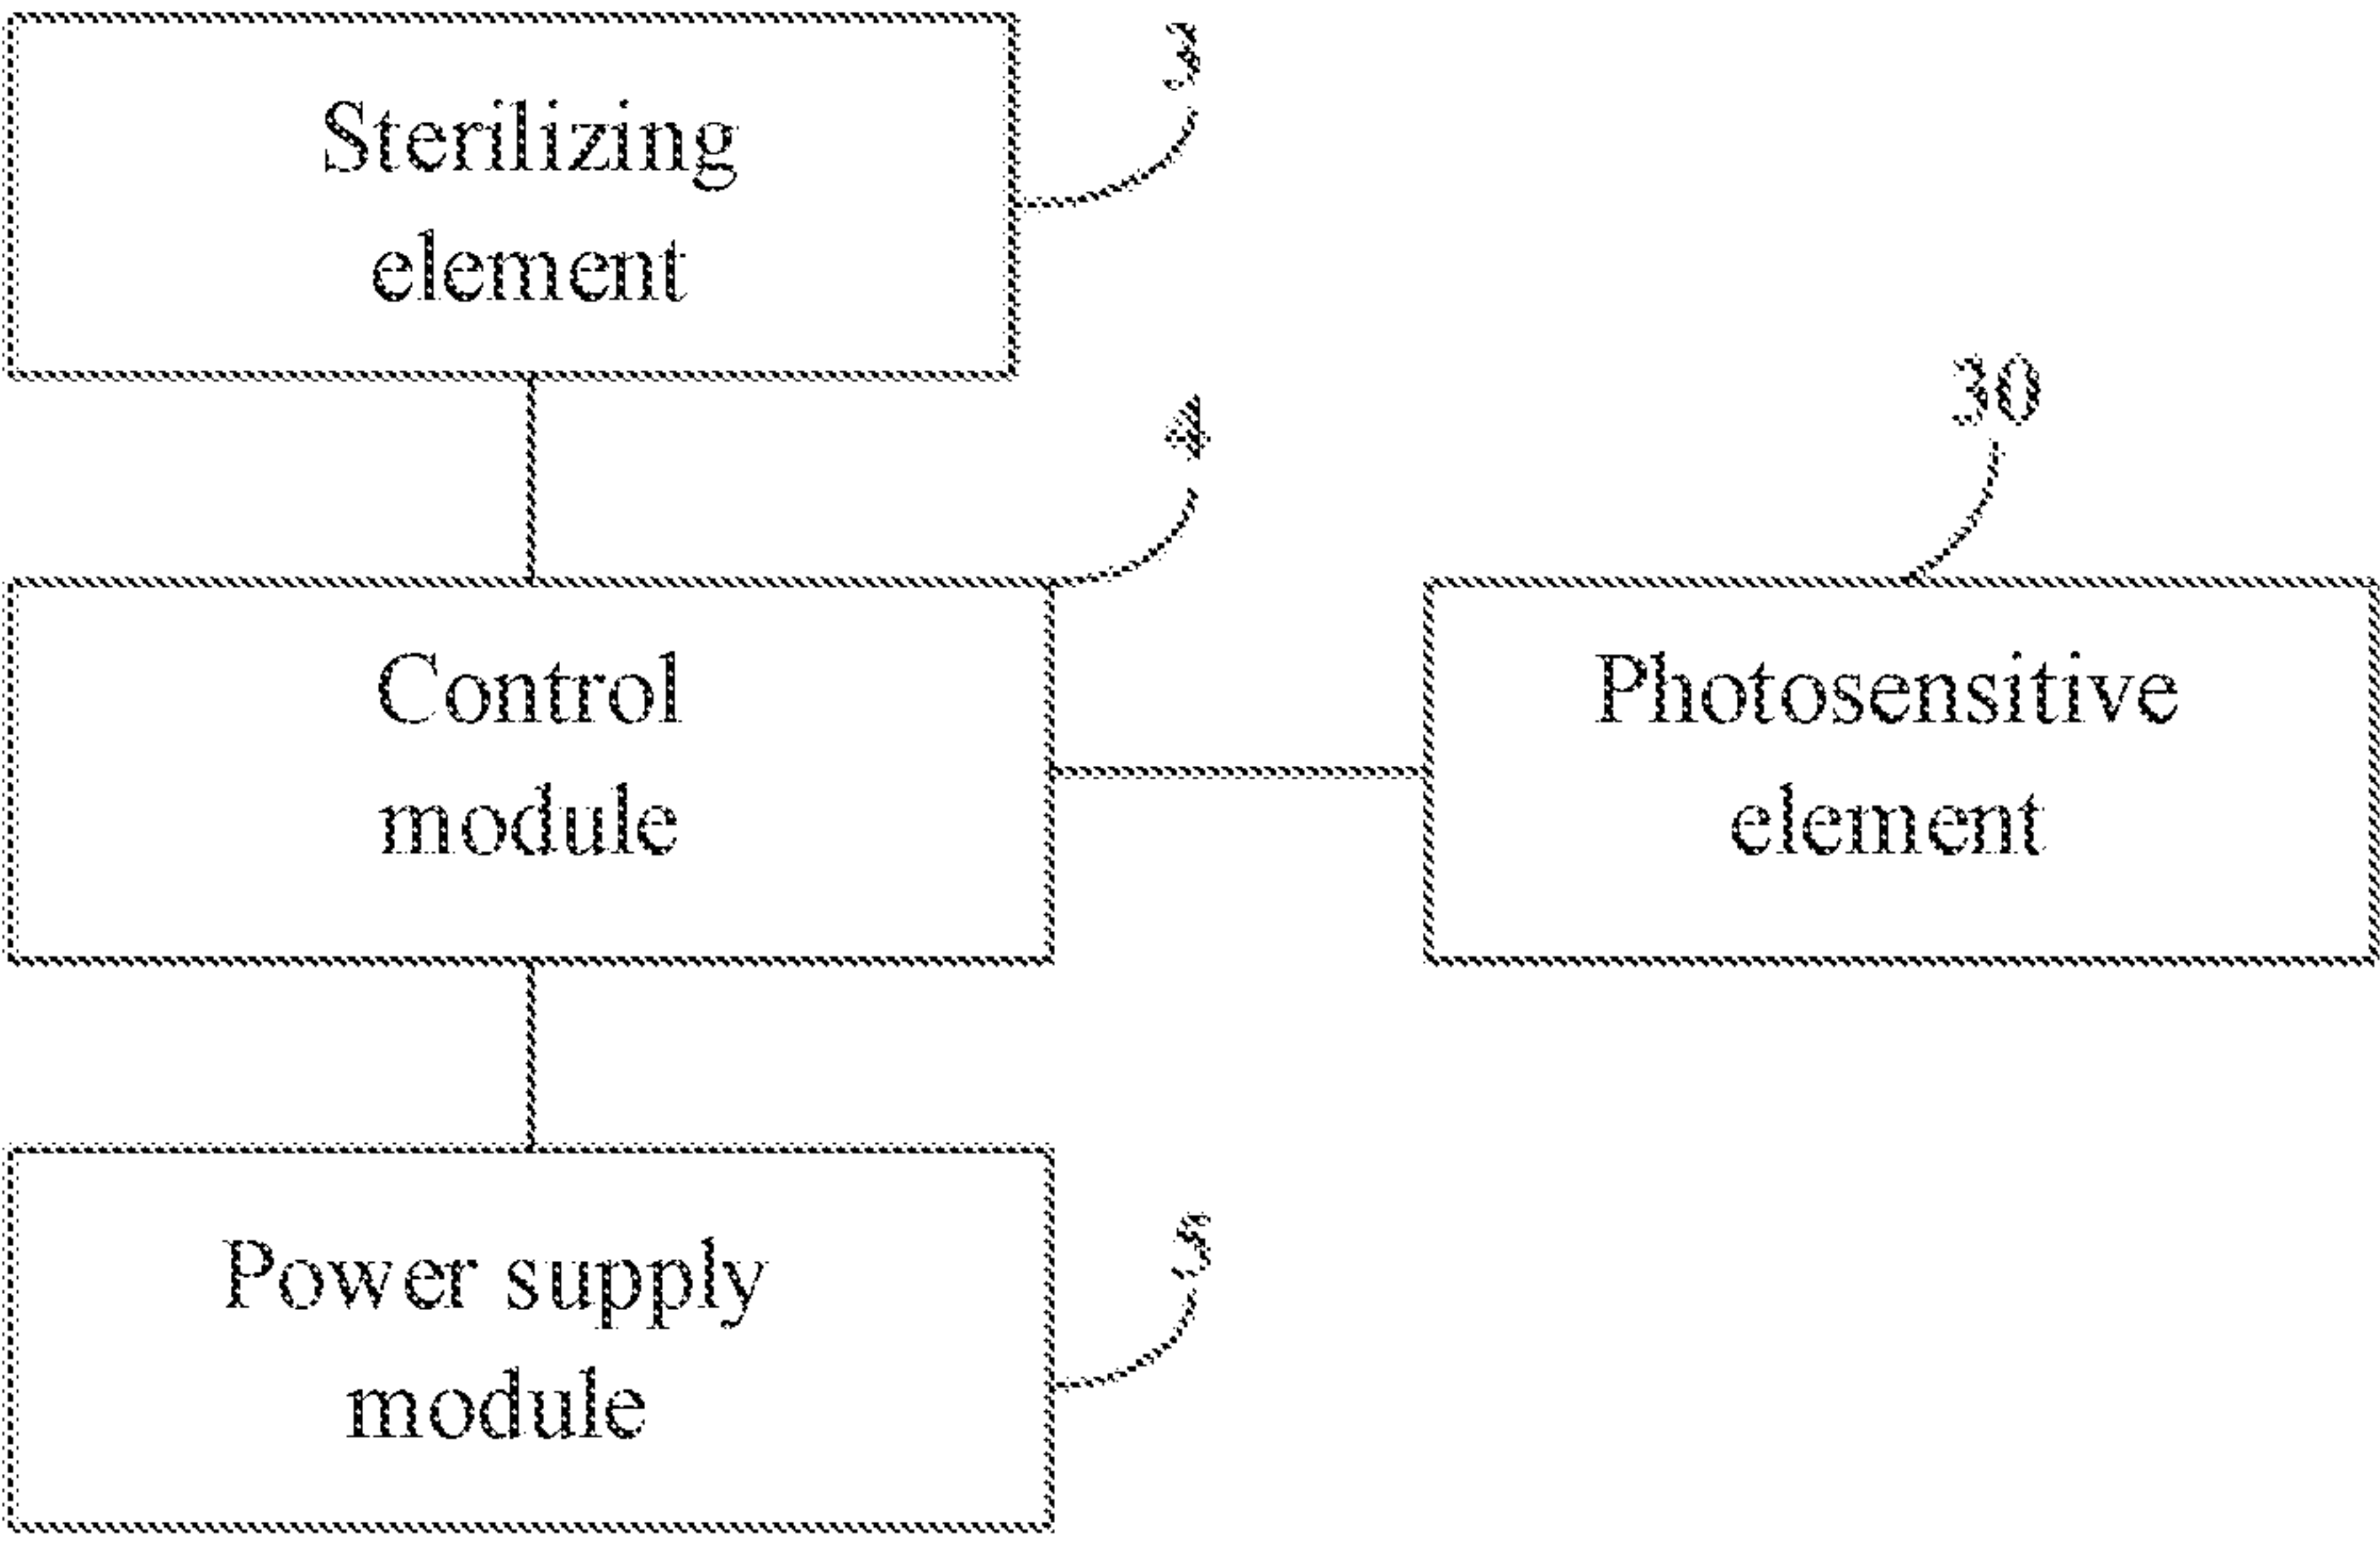 3
Sterilizing
element
4
30
Control
module
Photosensitive
element
5
Power supply
module